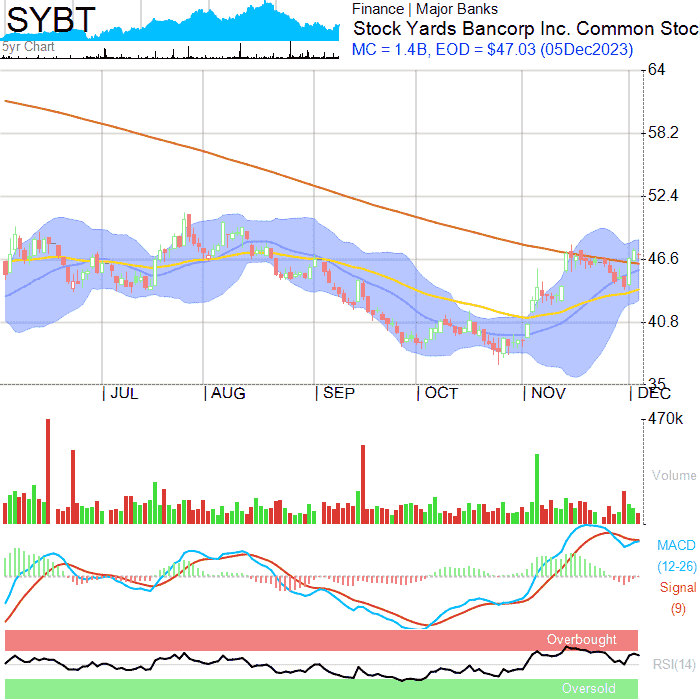 SYBT
5yr Chart
Finance | Major Banks
Stock Yards Bancorp Inc. Common Stoc
MC = 1.4B, EOD = $47.03 (05Dec2023)
64
58.2
52.4
46.6
40.8
35
| JUL | AUG | SEP | OCT | NOV | DEC
470k
Volume
MACD
(12-26)
Signal
(9)
Overbought
RSI(14)
Oversold